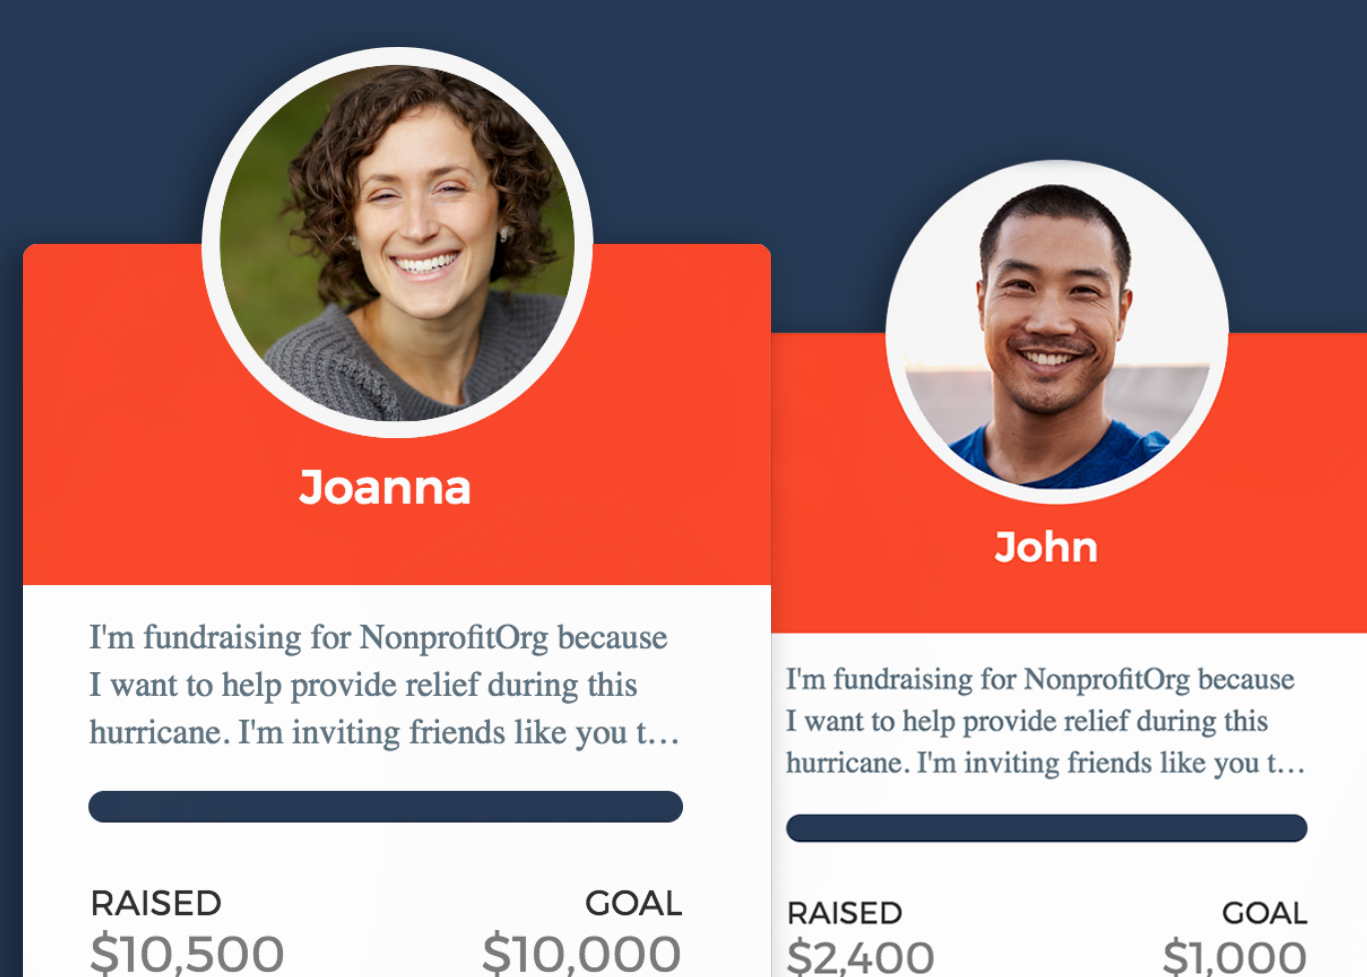 Joanna
I'm fundraising for NonprofitOrg because
I want to help provide relief during this
hurricane. I'm inviting friends like you t...
RAISED
GOAL
$10,500
$10,000
John
I'm fundraising for NonprofitOrg because
I want to help provide relief during this
hurricane. I'm inviting friends like you t...
RAISED
GOAL
$2,400
$1,000